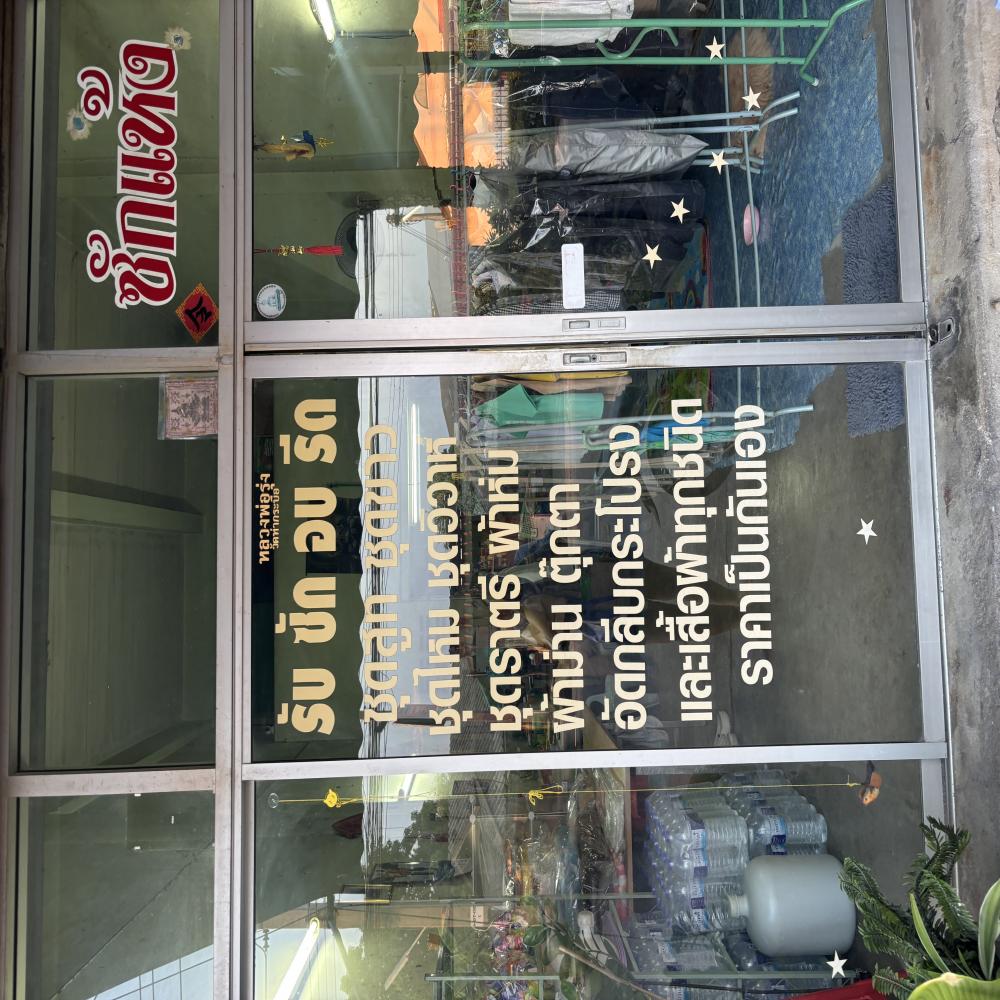 ซักแห้ง
รับ ซัก อบ รีด
ชุดสูท ชุดขาว
ชุดไหม ชุดวิวาห์
ชุดราตรี ผ้าห่ม
ผ้าม่าน ตุ๊กตา
อัดกลีบกระโปรง
และเสื้อผ้าทุกชนิด
ราคาเป็นกันเอง